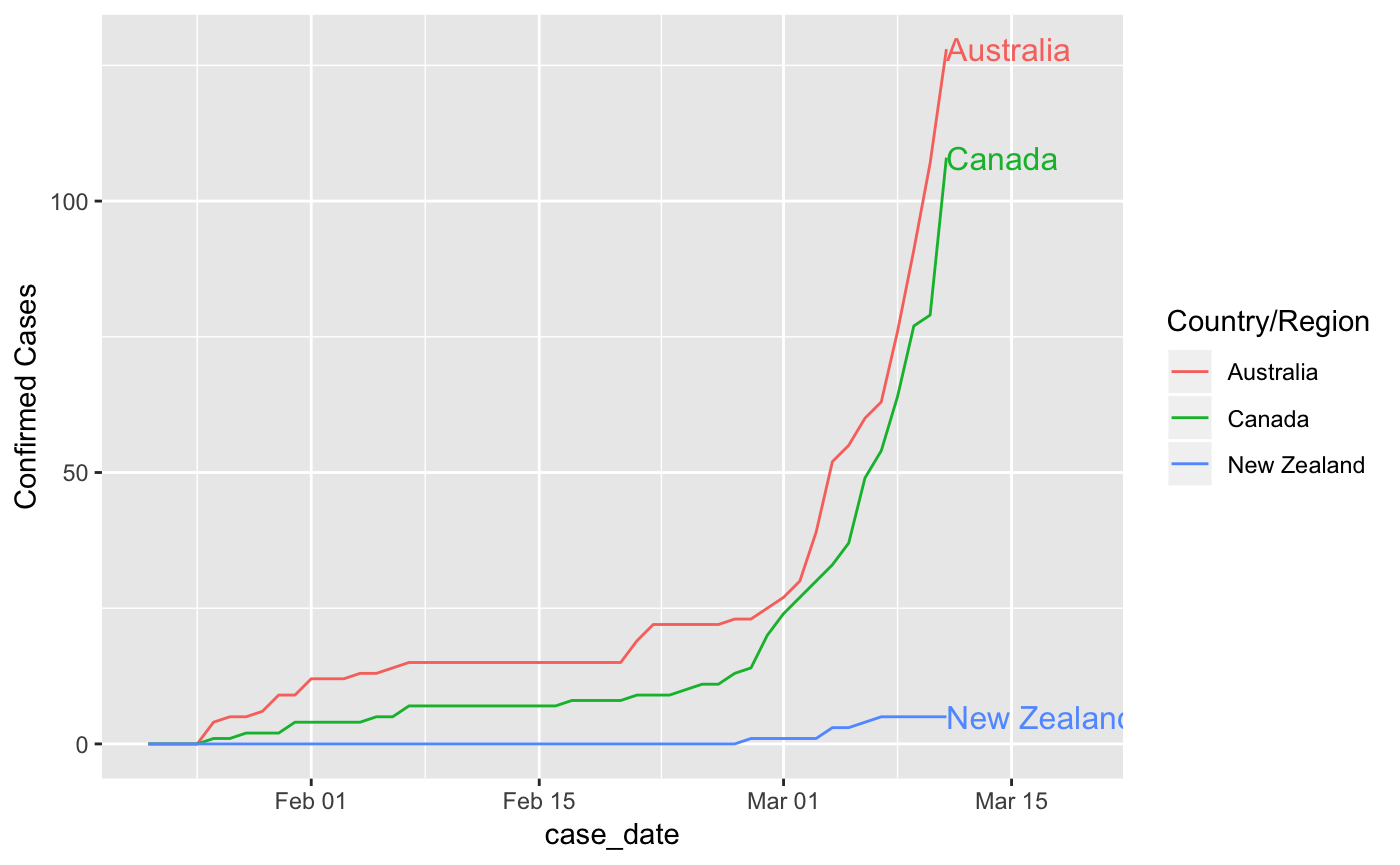 Confirmed Cases
100
50
0
Feb 01
Feb 15
Mar 01
Mar 15
case_date
Australia
Canada
New Zealand
Country/Region
Australia
Canada
New Zealand